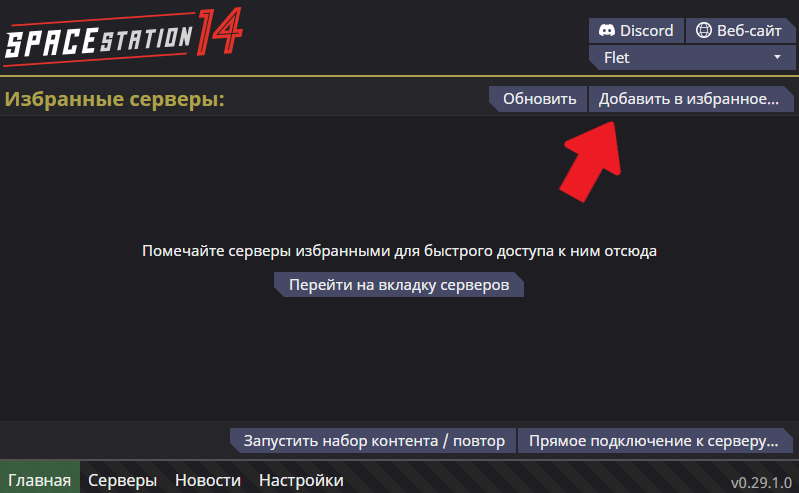 SPACE STATION 14
Discord
Веб-сайт
Flet
Избранные серверы:
Обновить
Добавить в избранное...
Помечайте серверы избранными для быстрого доступа к ним отсюда
Перейти на вкладку серверов
Запустить набор контента / повтор
Прямое подключение к серверу...
Главная
Серверы
Новости
Настройки
v0.29.1.0